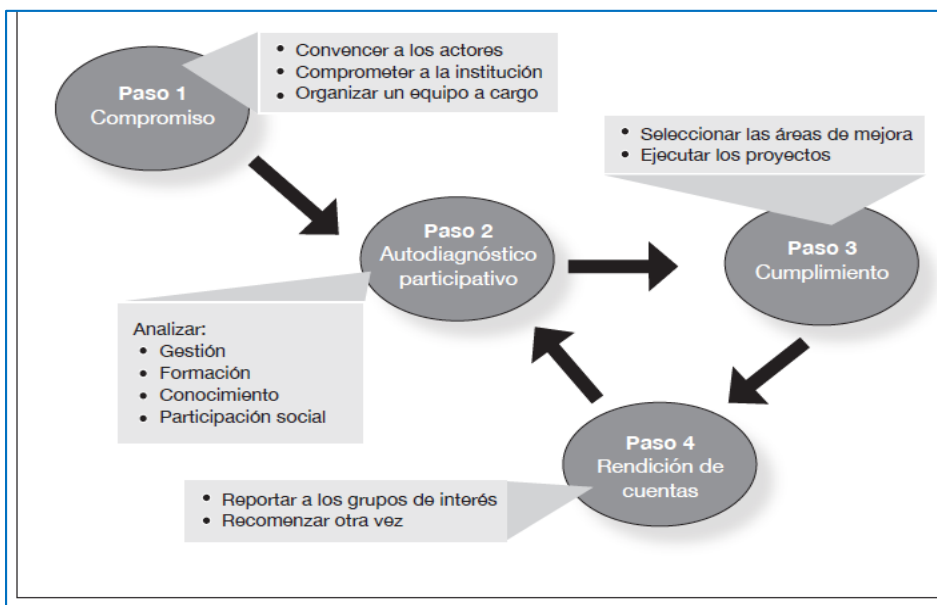 Paso 1
Compromiso
• Convencer a los actores
• Comprometer a la institución
• Organizar un equipo a cargo
Paso 2
Autodiagnóstico
participativo
Analizar:
• Gestión
• Formación
• Conocimiento
• Participación social
• Seleccionar las áreas de mejora
• Ejecutar los proyectos
Paso 3
Cumplimiento
Paso 4
Rendición de
cuentas
• Reportar a los grupos de interés
• Recomenzar otra vez